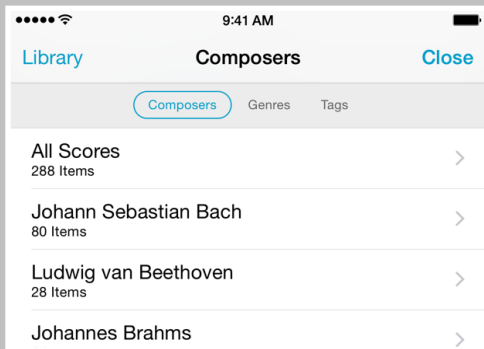 9:41 AM
Library Composers Close
Composers Genres Tags
All Scores
288 Items
Johann Sebastian Bach
80 Items
Ludwig van Beethoven
28 Items
Johannes Brahms